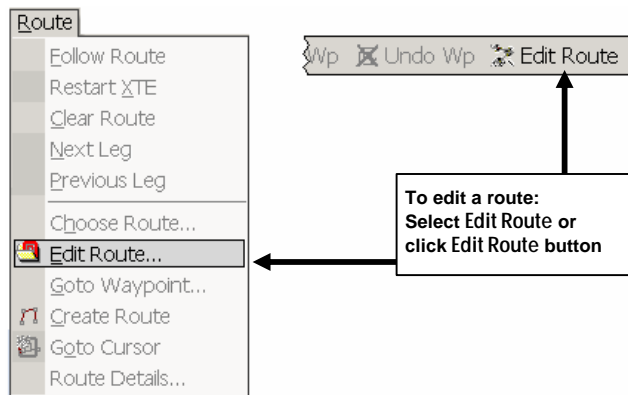 Route
Follow Route
Restart XTE
Clear Route
Next Leg
Previous Leg
Choose Route...
Edit Route...
Goto Waypoint...
Create Route
Goto Cursor
Route Details...
Wp Undo Wp Edit Route
To edit a route:
Select Edit Route or
click Edit Route button